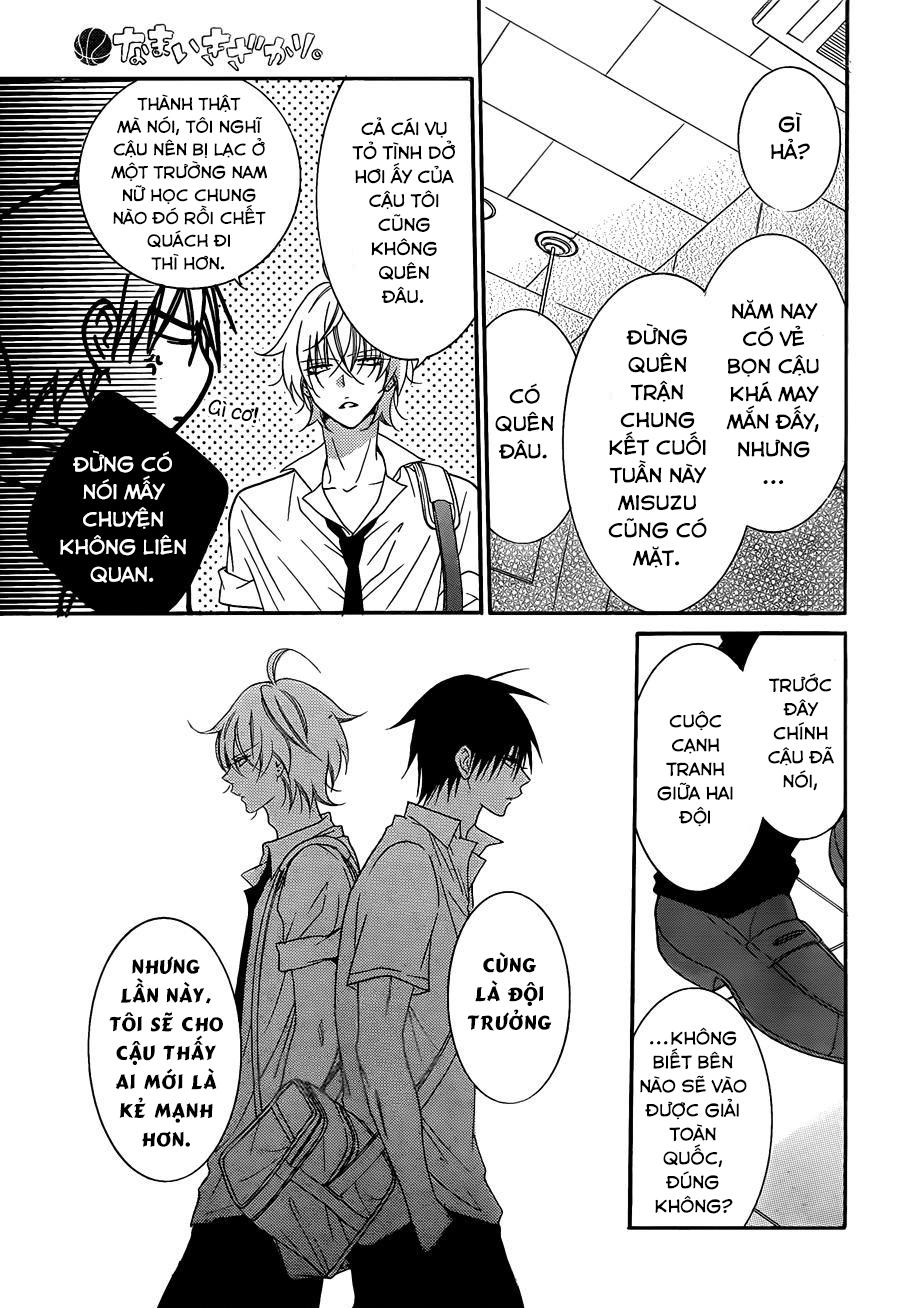 なまいきざかり。
GÌ
HẢ?
NĂM NAY
CÓ VẺ
BỌN CẬU
KHÁ MAY
MẮN ĐẤY,
NHƯNG
...
ĐỪNG
QUÊN
TRẬN
CHUNG
KẾT CUỐI
TUẦN NÀY
MISUZU
CŨNG CÓ
MẶT.
CÓ
QUÊN
ĐÂU.
CẢ CÁI VỤ
TỎ TÌNH DỞ
HƠI ẤY CỦA
CẬU TÔI
CŨNG
KHÔNG
QUÊN
ĐÂU.
THÀNH THẬT
MÀ NÓI, TÔI NGHĨ
CẬU NÊN BỊ LẠC Ở
MỘT TRƯỜNG NAM
NỮ HỌC CHUNG
NÀO ĐÓ RỒI CHẾT
QUÁCH ĐI
THÌ HƠN.
Gì cơ!
ĐỪNG CÓ
NÓI MẤY
CHUYỆN
KHÔNG LIÊN
QUAN.
TRƯỚC
ĐÂY
CHÍNH
CẬU ĐÃ
NÓI,
CUỘC
CẠNH
TRANH
GIỮA HAI
ĐỘI
...KHÔNG
BIẾT BÊN
NÀO SẼ VÀO
ĐƯỢC GIẢI
TOÀN
QUỐC,
ĐÚNG
KHÔNG?
CÙNG
LÀ ĐỘI
TRƯỞNG
NHƯNG
LẦN NÀY,
TÔI SẼ CHO
CẬU THẤY
AI MỚI LÀ
KẺ MẠNH
HƠN.